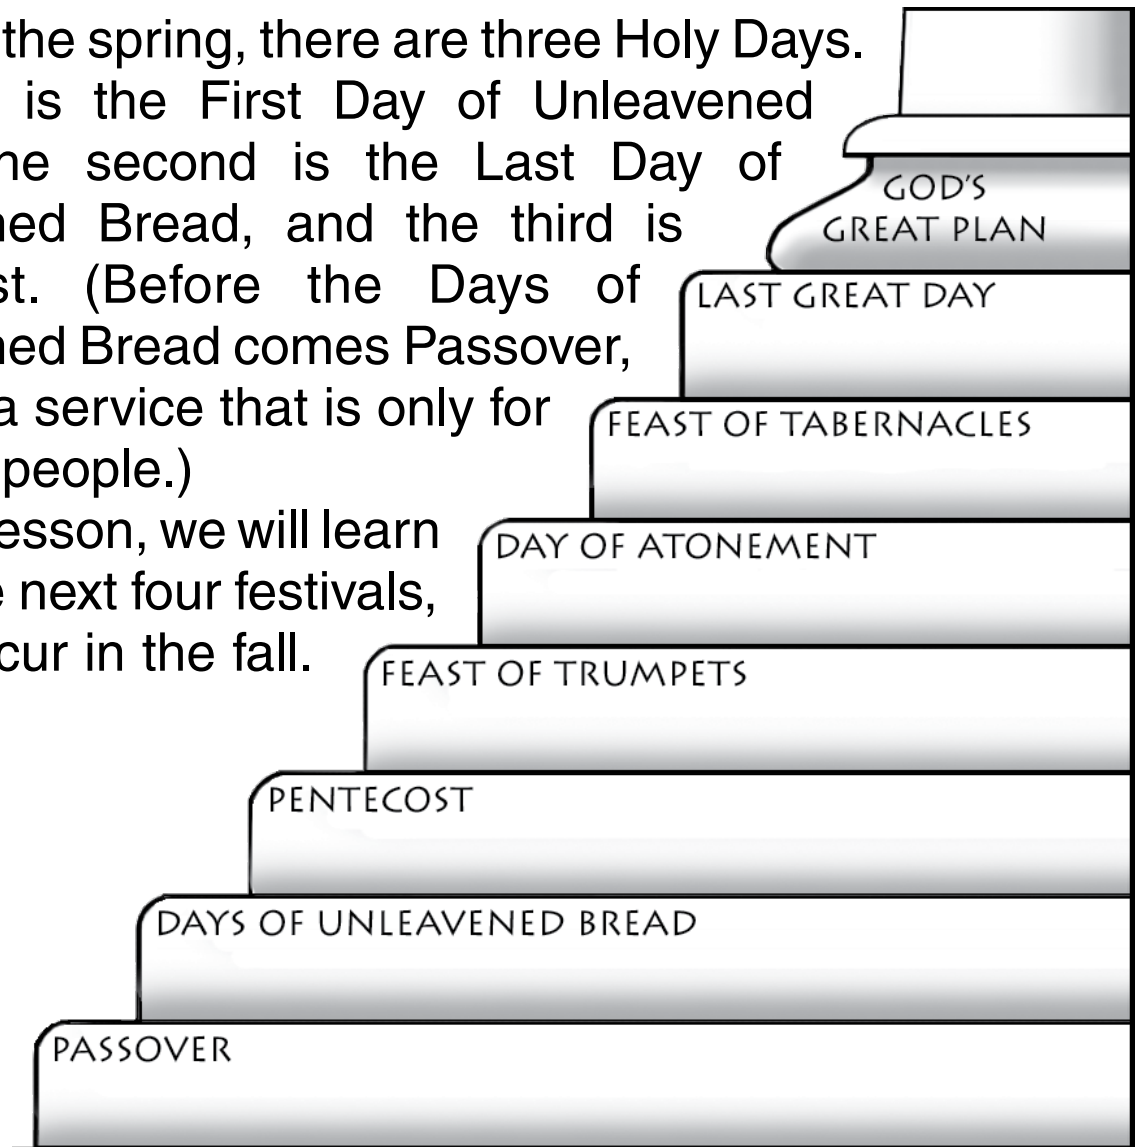 the spring, there are three Holy Days.
is the First Day of Unleavened
he second is the Last Day of
ned Bread, and the third is
st. (Before the Days of
ned Bread comes Passover,
a service that is only for
people.)
esson, we will learn
e next four festivals,
cur in the fall.
GOD'S
GREAT PLAN
LAST GREAT DAY
FEAST OF TABERNACLES
DAY OF ATONEMENT
FEAST OF TRUMPETS
PENTECOST
DAYS OF UNLEAVENED BREAD
PASSOVER